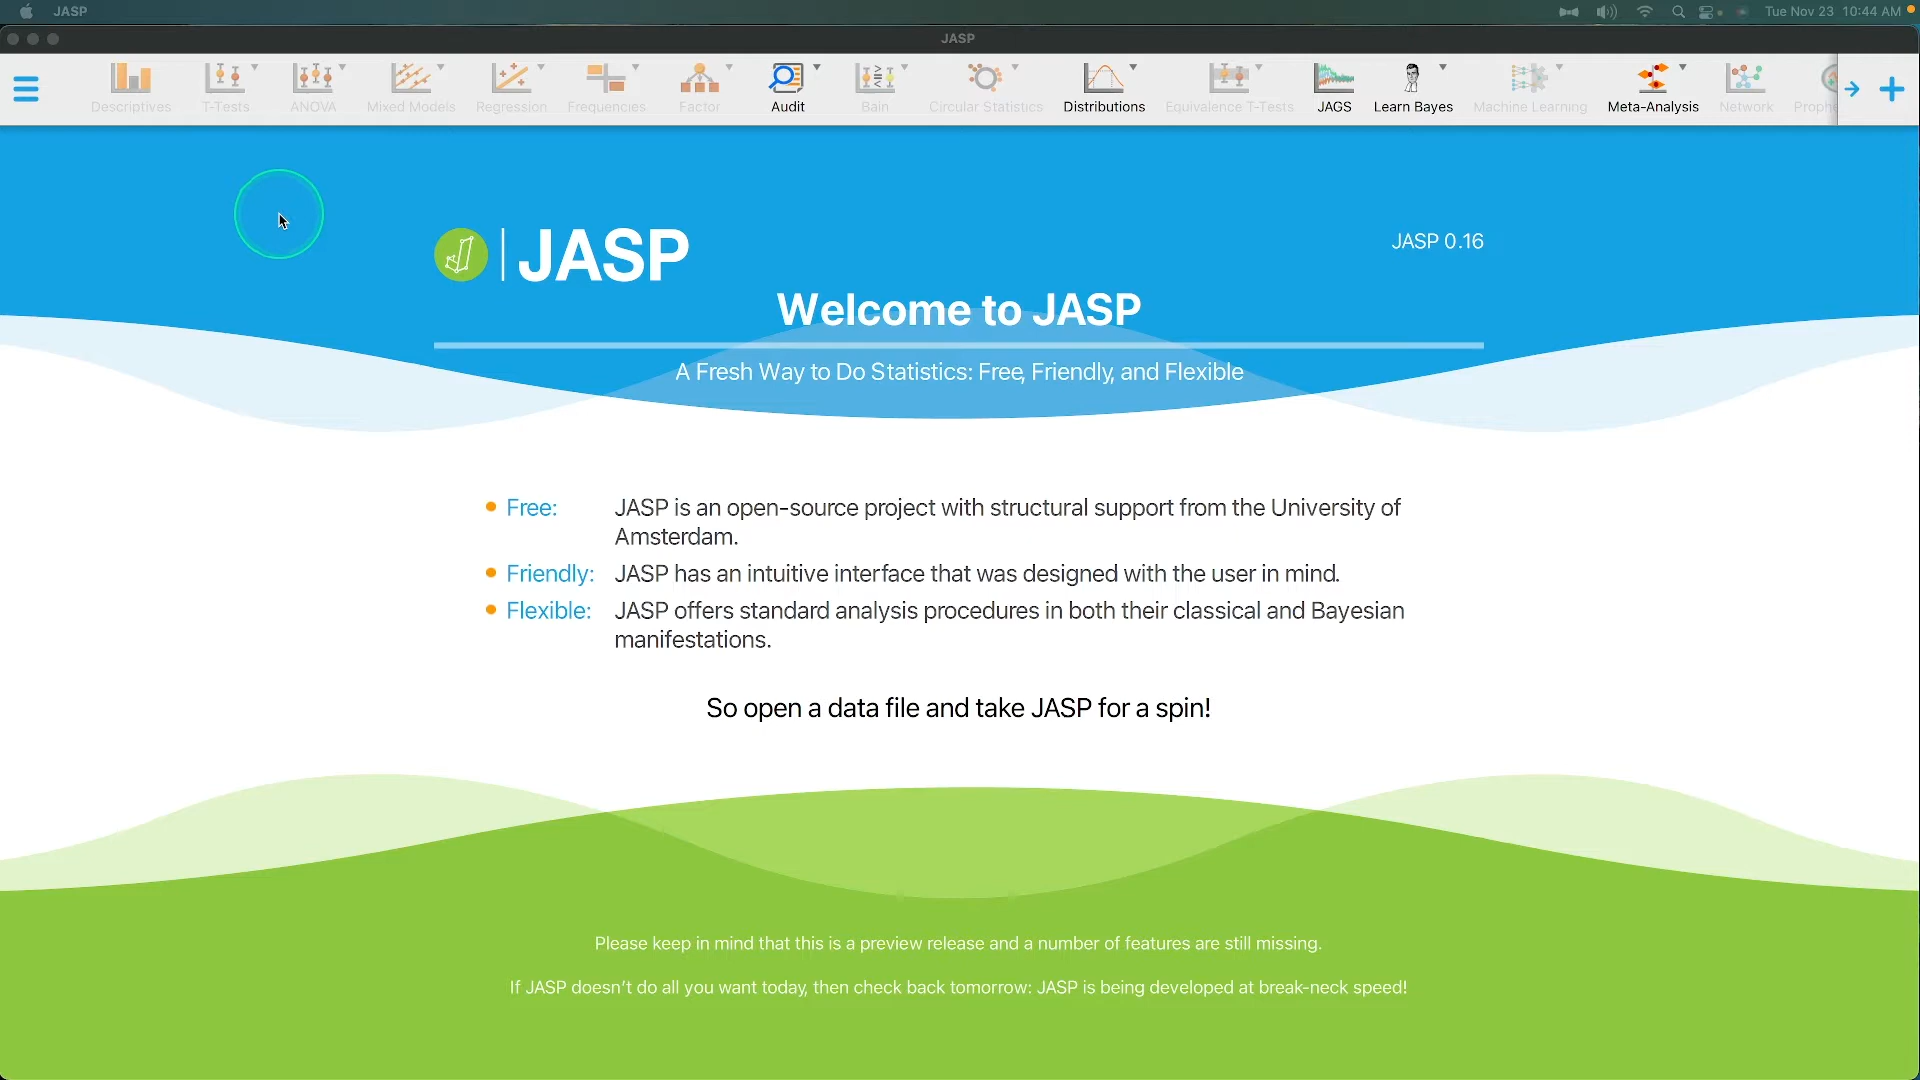 JASP
Tue Nov 23 10:44 AM
JASP
Descriptives
T-Tests
ANOVA
Mixed Models
Regression
Frequencies
Factor
Audit
Bain
Circular Statistics
Distributions
Equivalence T-Tests
JAGS
Learn Bayes
Machine Learning
Meta-Analysis
Network
Prophe
JASP
JASP 0.16
Welcome to JASP
A Fresh Way to Do Statistics: Free, Friendly, and Flexible
Free: JASP is an open-source project with structural support from the University of
Amsterdam.
Friendly: JASP has an intuitive interface that was designed with the user in mind.
Flexible: JASP offers standard analysis procedures in both their classical and Bayesian
manifestations.
So open a data file and take JASP for a spin!
Please keep in mind that this is a preview release and a number of features are still missing.
If JASP doesn't do all you want today, then check back tomorrow: JASP is being developed at break-neck speed!